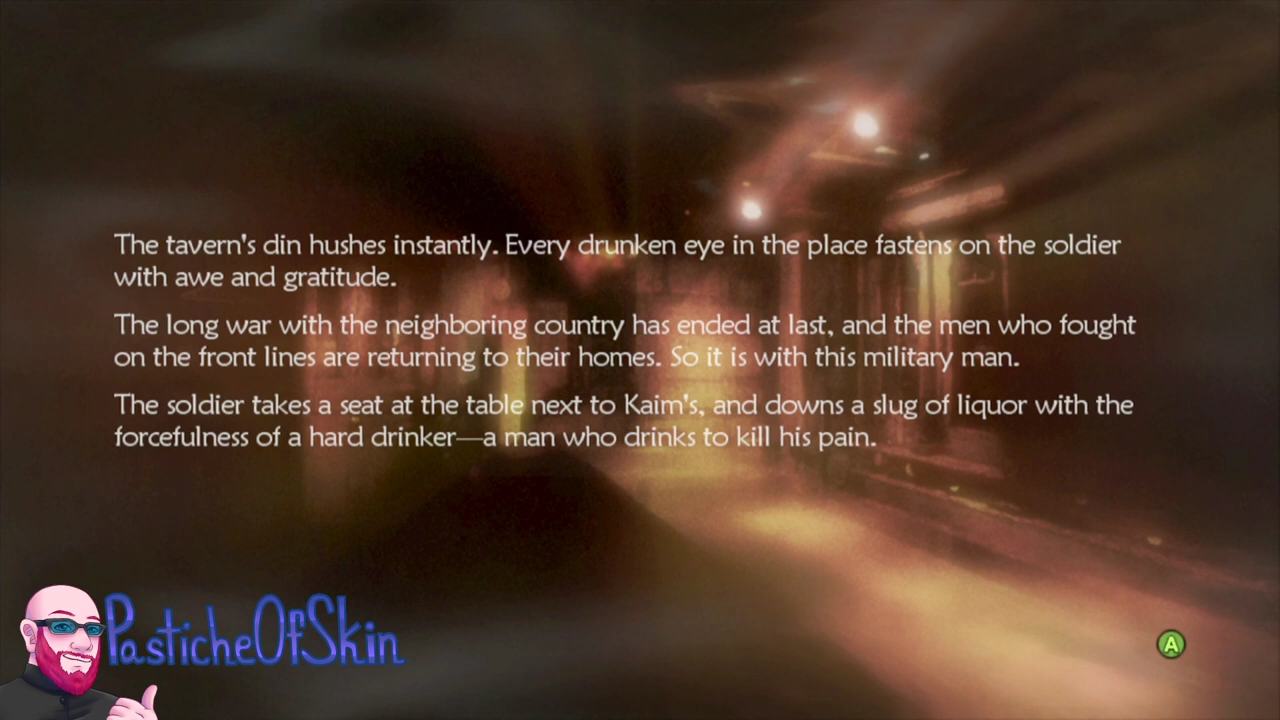 The tavern's din hushes instantly. Every drunken eye in the place fastens on the soldier
with awe and gratitude.
The long war with the neighboring country has ended at last, and the men who fought
on the front lines are returning to their homes. So it is with this military man.
The soldier takes a seat at the table next to Kaim's, and downs a slug of liquor with the
forcefulness of a hard drinker—a man who drinks to kill his pain.
PasticheOfSkin
A